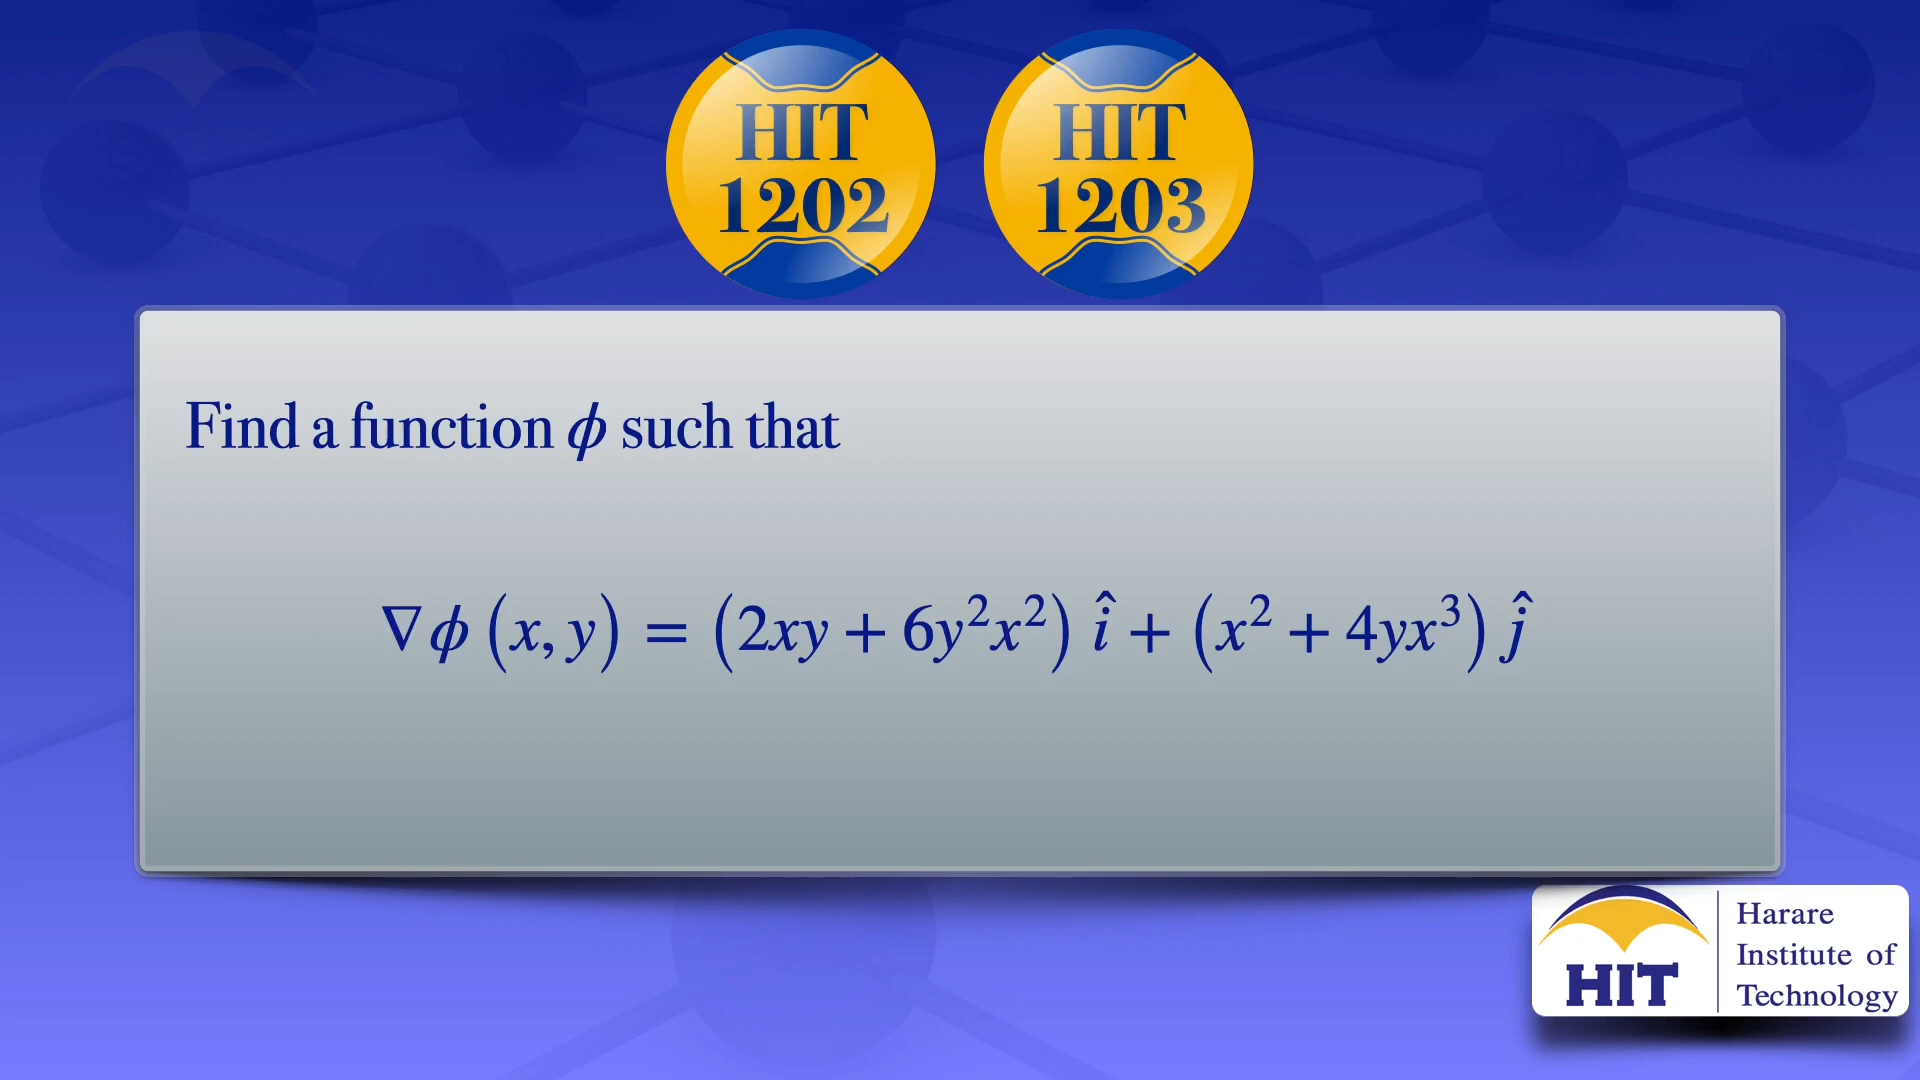 HIT
1202
HIT
1203
Find a function ϕ such that
∇ϕ (x, y) = (2xy + 6y²x²) î + (x² + 4yx³) ĵ
HIT
Harare
Institute of
Technology